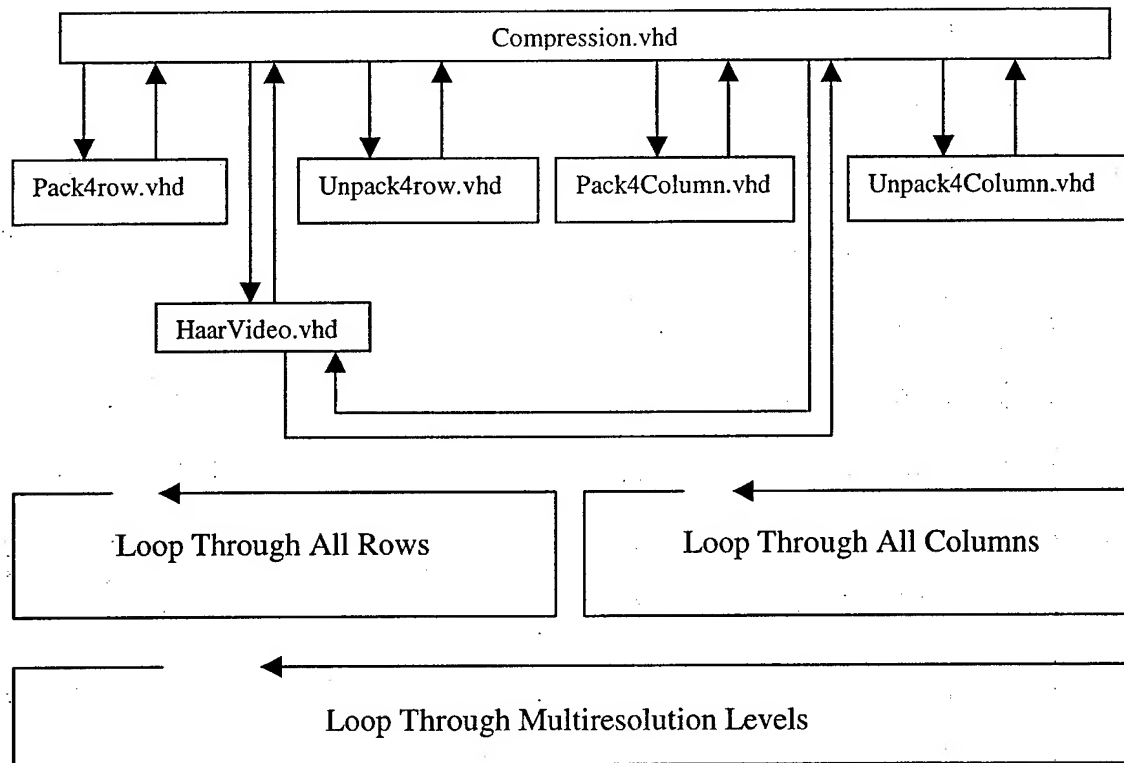 Compression.vhd
Pack4row.vhd
Unpack4row.vhd
Pack4Column.vhd
Unpack4Column.vhd
HaarVideo.vhd
Loop Through All Rows
Loop Through All Columns
Loop Through Multiresolution Levels